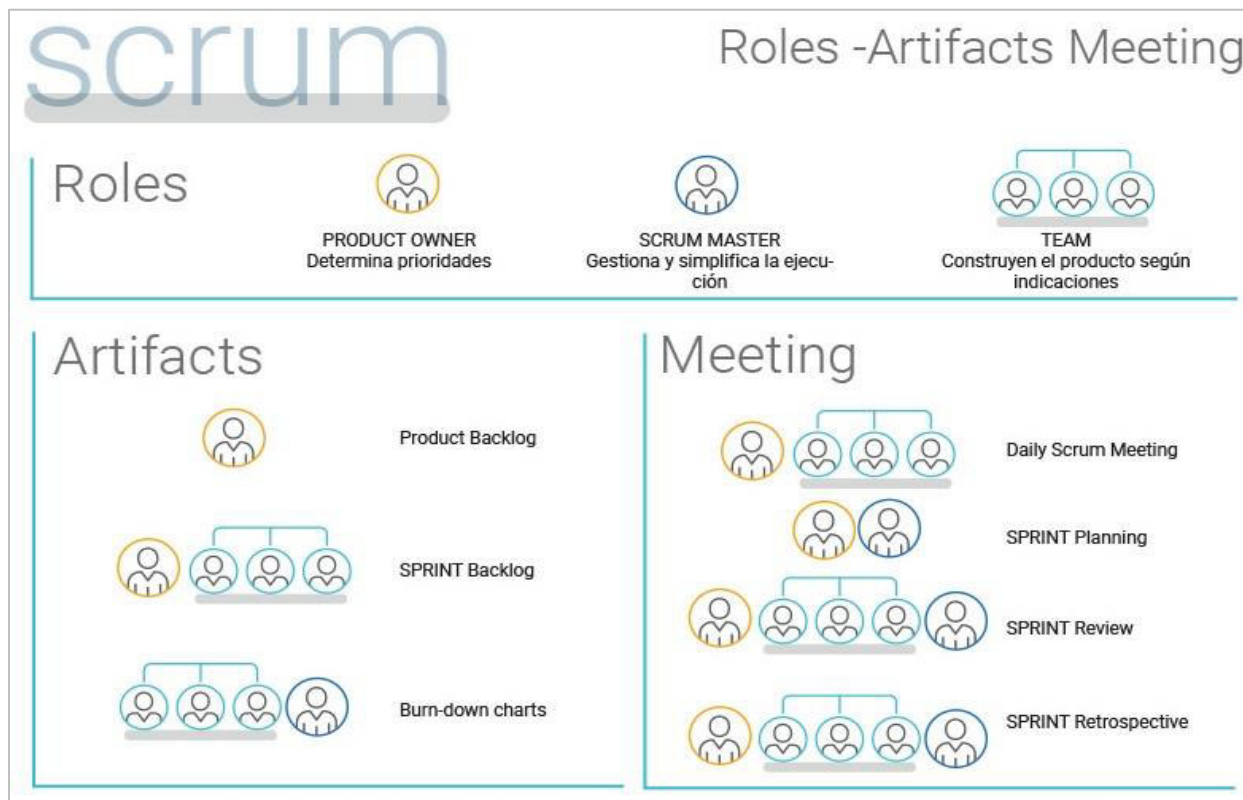 scrum
Roles -Artifacts Meeting
Roles
PRODUCT OWNER
Determina prioridades
SCRUM MASTER
Gestiona y simplifica la ejecu-
ción
TEAM
Construyen el producto según
indicaciones
Artifacts
Product Backlog
SPRINT Backlog
Burn-down charts
Meeting
Daily Scrum Meeting
SPRINT Planning
SPRINT Review
SPRINT Retrospective